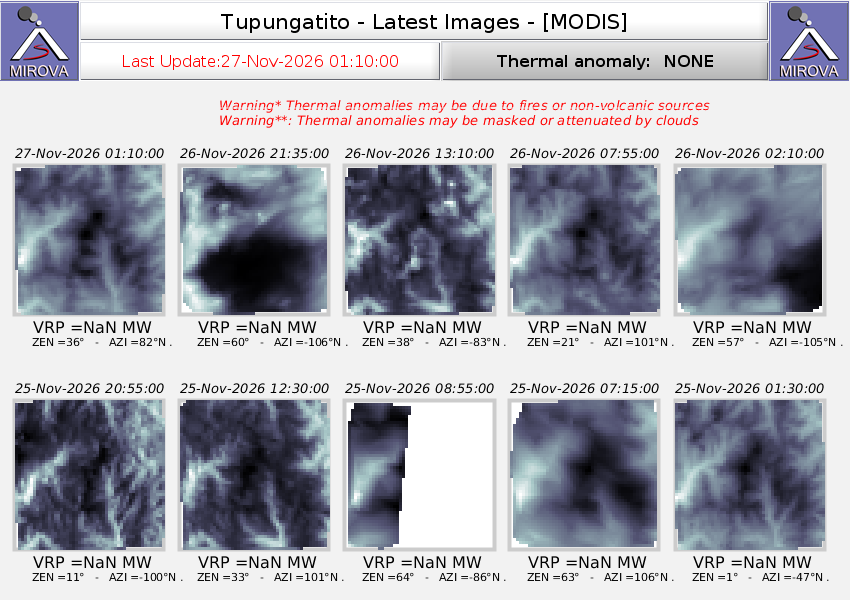 MIROVA
Tupungatito - Latest Images - [MODIS]
MIROVA
Last Update:27-Nov-2026 01:10:00
Thermal anomaly: NONE
Warning* Thermal anomalies may be due to fires or non-volcanic sources
Warning**: Thermal anomalies may be masked or attenuated by clouds
27-Nov-2026 01:10:00
26-Nov-2026 21:35:00
26-Nov-2026 13:10:00
26-Nov-2026 07:55:00
26-Nov-2026 02:10:00
VRP =NaN MW
VRP =NaN MW
VRP =NaN MW
VRP =NaN MW
VRP =NaN MW
ZEN =36° - AZI =82°N .
ZEN =60° - AZI =-106°N .
ZEN =38° - AZI =-83°N .
ZEN =21° - AZI =101°N .
ZEN =57° - AZI =-105°N .
25-Nov-2026 20:55:00
25-Nov-2026 12:30:00
25-Nov-2026 08:55:00
25-Nov-2026 07:15:00
25-Nov-2026 01:30:00
VRP =NaN MW
VRP =NaN MW
VRP =NaN MW
VRP =NaN MW
VRP =NaN MW
ZEN =11° - AZI =-100°N .
ZEN =33° - AZI =101°N .
ZEN =64° - AZI =-86°N .
ZEN =63° - AZI =106°N .
ZEN =1° - AZI =-47°N .